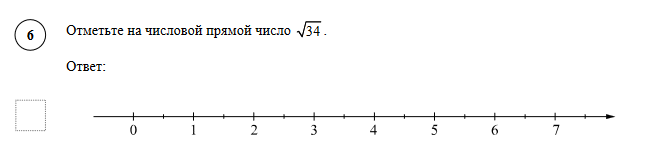 6
Отметьте на числовой прямой число √34.
Ответ:
0 1 2 3 4 5 6 7